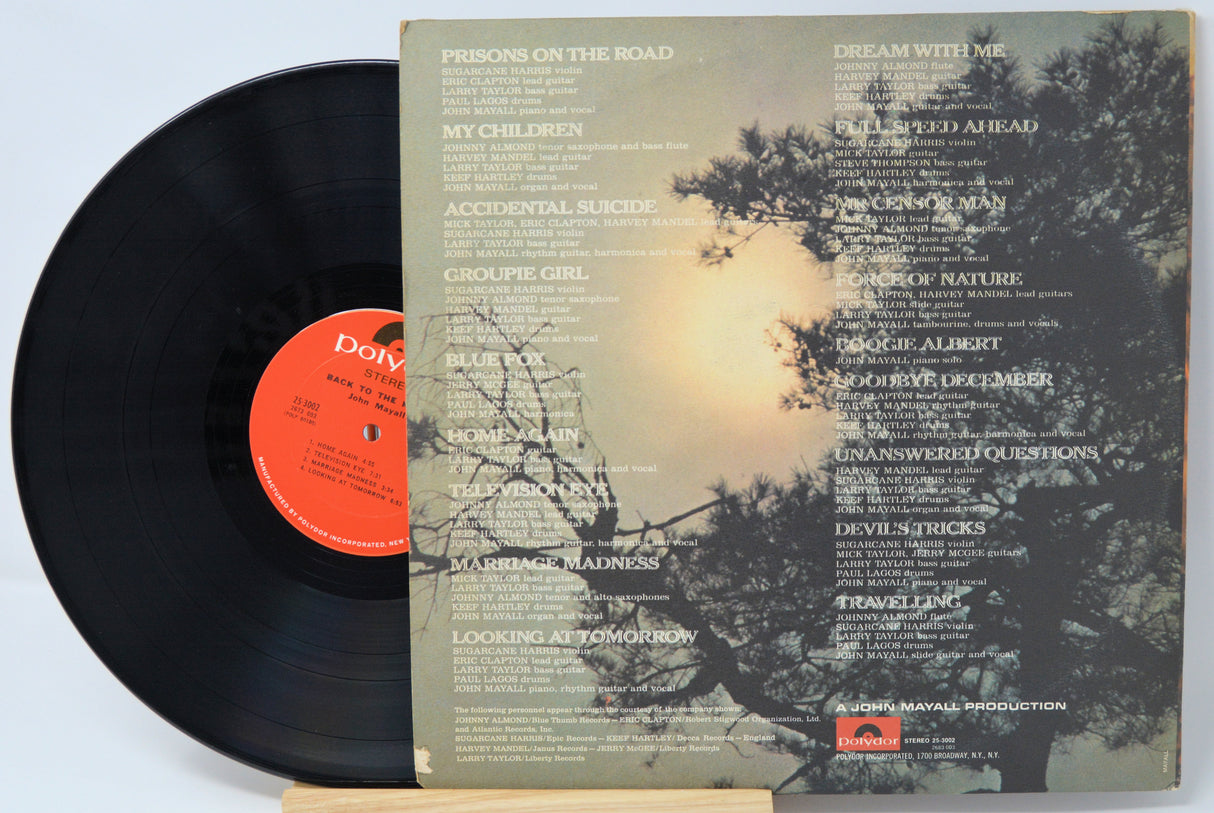 polydor
STEREO
BACK TO THE
John Mayall
25-3002
2672 002
1. HOME AGAIN 4:55
2. TELEVISION EYE 7:21
3. MARRIAGE MADNESS 3:34
4. LOOKING AT TOMORROW 6:53
MANUFACTURED BY POLYDOR INCORPORATED, NEW
PRISONS ON THE ROAD
SUGARCANE HARRIS violin
ERIC CLAPTON lead guitar
LARRY TAYLOR bass guitar
PAUL LAGOS drums
JOHN MAYALL piano and vocal
MY CHILDREN
JOHNNY ALMOND tenor saxophone and bass flute
HARVEY MANDEL lead guitar
LARRY TAYLOR bass guitar
KEEF HARTLEY drums
JOHN MAYALL organ and vocal
ACCIDENTAL SUICIDE
MICK TAYLOR, ERIC CLAPTON, HARVEY MANDEL lead guitars
SUGARCANE HARRIS violin
LARRY TAYLOR bass guitar
JOHN MAYALL rhythm guitar, harmonica and vocal
GROUPIE GIRL
SUGARCANE HARRIS violin
JOHNNY ALMOND tenor saxophone
HARVEY MANDEL guitar
LARRY TAYLOR bass guitar
KEEF HARTLEY drums
JOHN MAYALL piano and vocal
BLUE FOX
SUGARCANE HARRIS violin
JERRY MCGEE guitar
LARRY TAYLOR bass guitar
PAUL LAGOS drums
JOHN MAYALL harmonica
HOME AGAIN
ERIC CLAPTON guitar
LARRY TAYLOR bass guitar
JOHN MAYALL piano, harmonica and vocal
TELEVISION EYE
JOHNNY ALMOND tenor saxophone
HARVEY MANDEL lead guitar
LARRY TAYLOR bass guitar
KEEF HARTLEY drums
JOHN MAYALL rhythm guitar, harmonica and vocal
MARRIAGE MADNESS
MICK TAYLOR lead guitar
LARRY TAYLOR bass guitar
JOHNNY ALMOND tenor and alto saxophones
KEEF HARTLEY drums
JOHN MAYALL organ and vocal
LOOKING AT TOMORROW
SUGARCANE HARRIS violin
ERIC CLAPTON lead guitar
LARRY TAYLOR bass guitar
PAUL LAGOS drums
JOHN MAYALL piano, rhythm guitar and vocal
The following personnel appear through the courtesy of the company shown:
JOHNNY ALMOND/Blue Thumb Records – ERIC CLAPTON/Robert Stigwood Organization, Ltd.
and Atlantic Records, Inc.
SUGARCANE HARRIS/Epic Records – KEEF HARTLEY/Decca Records – England
HARVEY MANDEL/Janus Records – JERRY McGEE/Liberty Records
LARRY TAYLOR/Liberty Records
DREAM WITH ME
JOHNNY ALMOND flute
HARVEY MANDEL guitar
LARRY TAYLOR bass guitar
KEEF HARTLEY drums
JOHN MAYALL guitar and vocal
FULL SPEED AHEAD
SUGARCANE HARRIS violin
MICK TAYLOR guitar
STEVE THOMPSON bass guitar
KEEF HARTLEY drums
JOHN MAYALL harmonica and vocal
MR. CENSOR MAN
MICK TAYLOR lead guitar
JOHNNY ALMOND tenor saxophone
LARRY TAYLOR bass guitar
KEEF HARTLEY drums
JOHN MAYALL piano and vocal
FORCE OF NATURE
ERIC CLAPTON, HARVEY MANDEL lead guitars
MICK TAYLOR slide guitar
LARRY TAYLOR bass guitar
JOHN MAYALL tambourine, drums and vocals
BOOGIE ALBERT
JOHN MAYALL piano solo
GOODBYE DECEMBER
ERIC CLAPTON lead guitar
HARVEY MANDEL rhythm guitar
LARRY TAYLOR bass guitar
KEEF HARTLEY drums
JOHN MAYALL rhythm guitar, harmonica and vocal
UNANSWERED QUESTIONS
HARVEY MANDEL lead guitar
SUGARCANE HARRIS violin
LARRY TAYLOR bass guitar
KEEF HARTLEY drums
JOHN MAYALL organ and vocal
DEVIL'S TRICKS
SUGARCANE HARRIS violin
MICK TAYLOR, JERRY MCGEE guitars
LARRY TAYLOR bass guitar
PAUL LAGOS drums
JOHN MAYALL piano and vocal
TRAVELLING
JOHNNY ALMOND flute
SUGARCANE HARRIS violin
LARRY TAYLOR bass guitar
PAUL LAGOS drums
JOHN MAYALL slide guitar and vocal
A JOHN MAYALL PRODUCTION
polydor STEREO 25-3002
2683 003
POLYDOR INCORPORATED, 1700 BROADWAY, N.Y., N.Y.
MAYALL